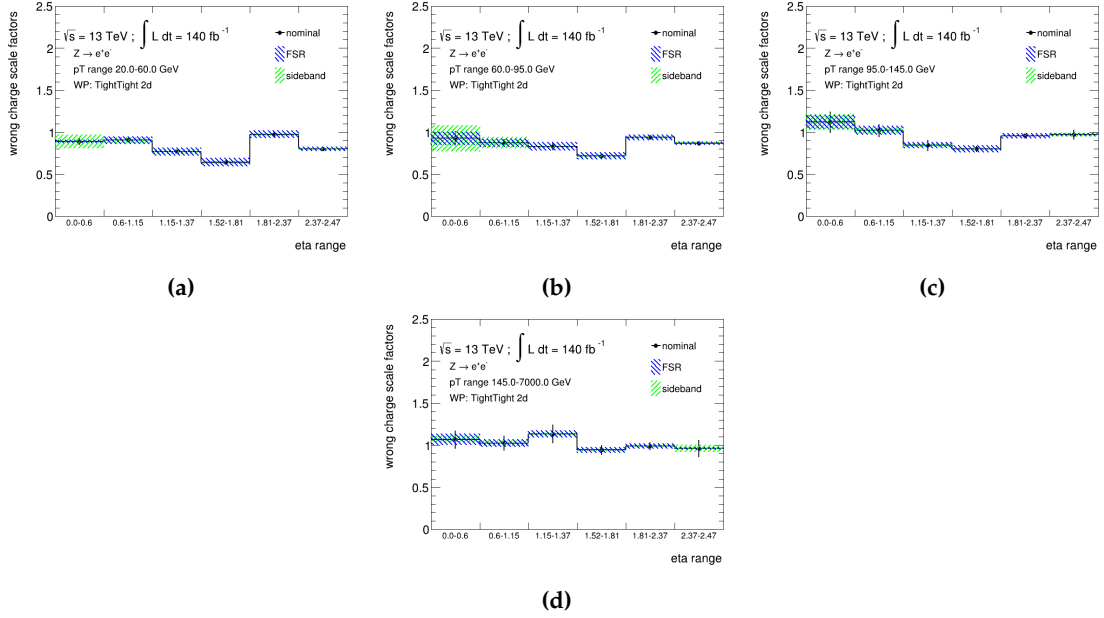 wrong charge scale factors
2.5
2
1.5
1
0.5
0
√s = 13 TeV ; ∫ L dt = 140 fb⁻¹
Z → e⁺e⁻
pT range 20.0-60.0 GeV
WP: TightTight 2d
nominal
FSR
sideband
0.0-0.6 0.6-1.15 1.15-1.37 1.52-1.81 1.81-2.37 2.37-2.47
eta range
(a)
wrong charge scale factors
2.5
2
1.5
1
0.5
0
√s = 13 TeV ; ∫ L dt = 140 fb⁻¹
Z → e⁺e⁻
pT range 60.0-95.0 GeV
WP: TightTight 2d
nominal
FSR
sideband
0.0-0.6 0.6-1.15 1.15-1.37 1.52-1.81 1.81-2.37 2.37-2.47
eta range
(b)
wrong charge scale factors
2.5
2
1.5
1
0.5
0
√s = 13 TeV ; ∫ L dt = 140 fb⁻¹
Z → e⁺e⁻
pT range 95.0-145.0 GeV
WP: TightTight 2d
nominal
FSR
sideband
0.0-0.6 0.6-1.15 1.15-1.37 1.52-1.81 1.81-2.37 2.37-2.47
eta range
(c)
wrong charge scale factors
2.5
2
1.5
1
0.5
0
√s = 13 TeV ; ∫ L dt = 140 fb⁻¹
Z → e⁺e⁻
pT range 145.0-7000.0 GeV
WP: TightTight 2d
nominal
FSR
sideband
0.0-0.6 0.6-1.15 1.15-1.37 1.52-1.81 1.81-2.37 2.37-2.47
eta range
(d)